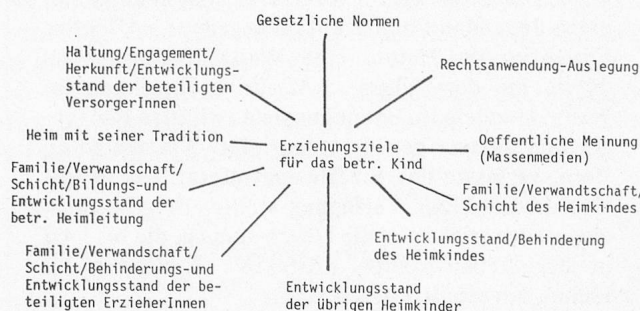 Gesetzliche Normen
Haltung/Engagement/
Herkunft/Entwicklungs-
stand der beteiligten
VersorgerInnen
Rechtsanwendung-Auslegung
Heim mit seiner Tradition
Erziehungsziele
für das betr. Kind
Oeffentliche Meinung
(Massenmedien)
Familie/Verwandschaft/
Schicht/Bildungs-und
Entwicklungsstand der
betr. Heimleitung
Familie/Verwandtschaft/
Schicht des Heimkindes
Entwicklungsstand/Behinderung
des Heimkindes
Familie/Verwandschaft/
Schicht/Behinderungs-und
Entwicklungsstand der be-
teiligten ErzieherInnen
Entwicklungsstand
der übrigen Heimkinder